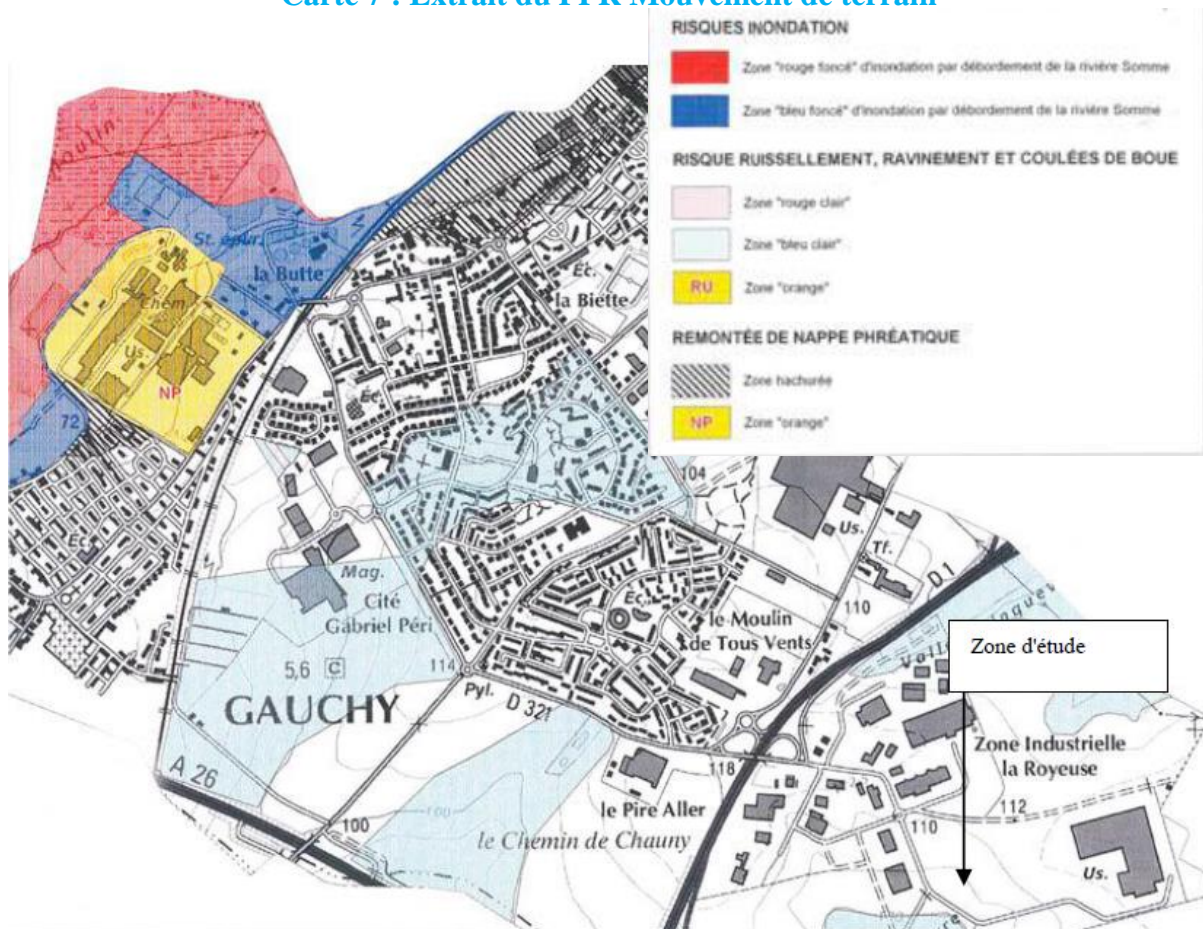 Carte 7 : Extrait du PPR Mouvement de terrain
RISQUES INONDATION
Zone "rouge foncé" d'inondation par débordement de la rivière Somme
Zone "bleu foncé" d'inondation par débordement de la rivière Somme
RISQUE RUISSELLEMENT, RAVINEMENT ET COULÉES DE BOUE
Zone "rouge clair"
Zone "bleu clair"
RU Zone "orange"
REMONTÉE DE NAPPE PHRÉATIQUE
Zone hachurée
NP Zone "orange"
Moulin
St. épur.
la Butte
Chem.
Us.
NP
72
Éc.
la Biette
Éc.
104
Us.
Tf.
D 1
Éc.
Mag.
Cité
Gabriel Péri
5,6 C
114
GAUCHY
Pyl.
D 321
Éc.
le Moulin
de Tous Vents
110
Zone d'étude
A 26
100
100
le Pire Aller
le Chemin de Chauny
118
Zone Industrielle
la Royeuse
112
110
Us.